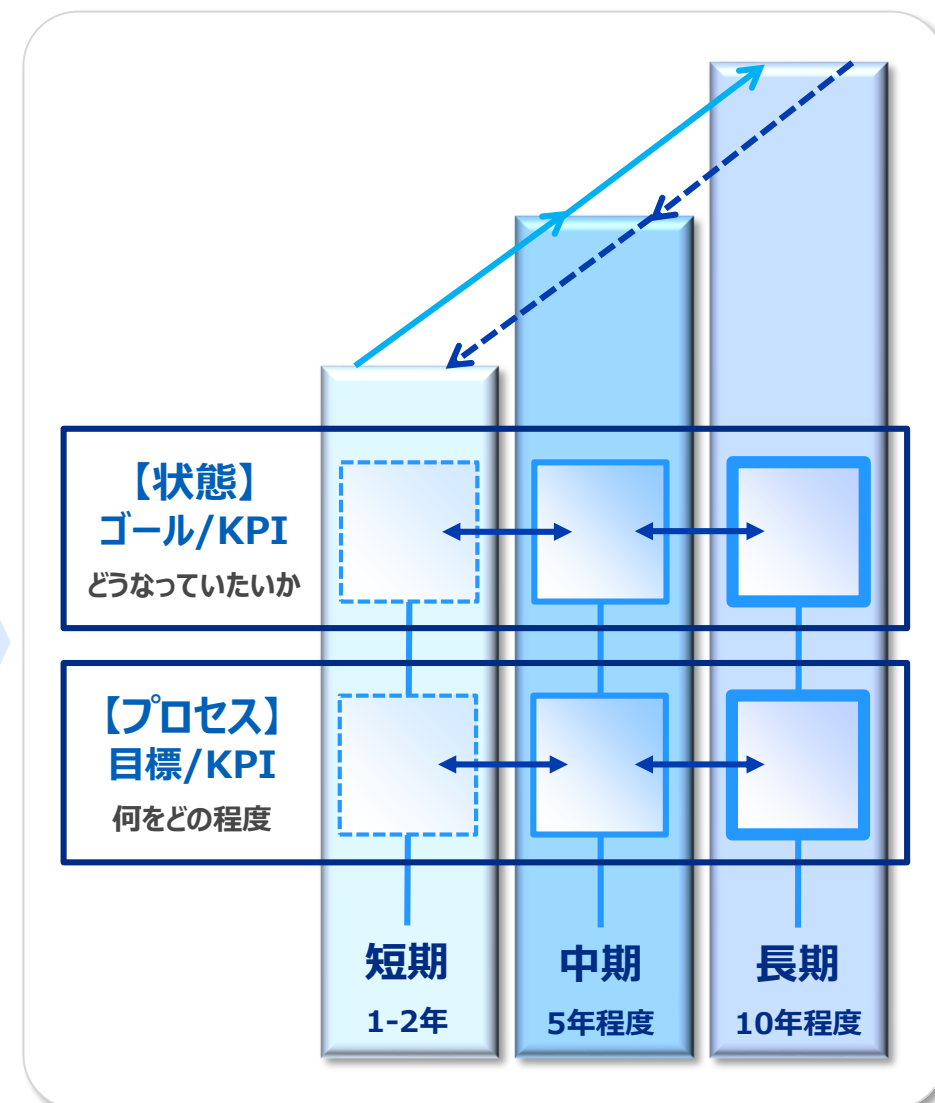 【状態】
ゴール/KPI
どうなっていたいか
【プロセス】
目標/KPI
何をどの程度
短期
1-2年
中期
5年程度
長期
10年程度